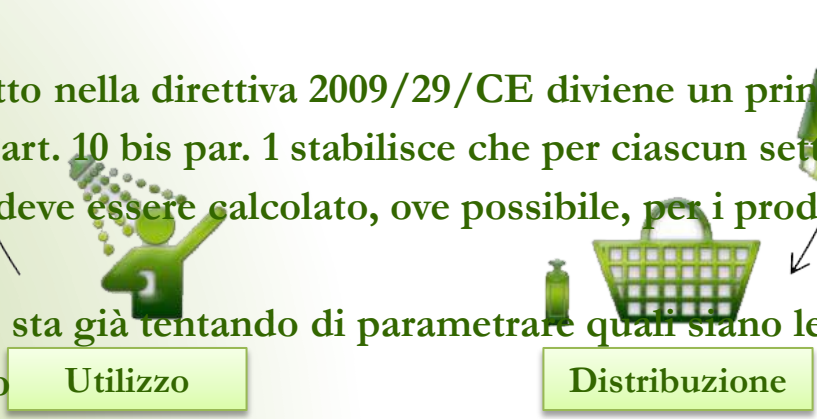 tto nella direttiva 2009/29/CE diviene un prin
art. 10 bis par. 1 stabilisce che per ciascun sett
deve essere calcolato, ove possibile, per i prod
sta già tentando di parametrare quali siano le
Utilizzo Distribuzione